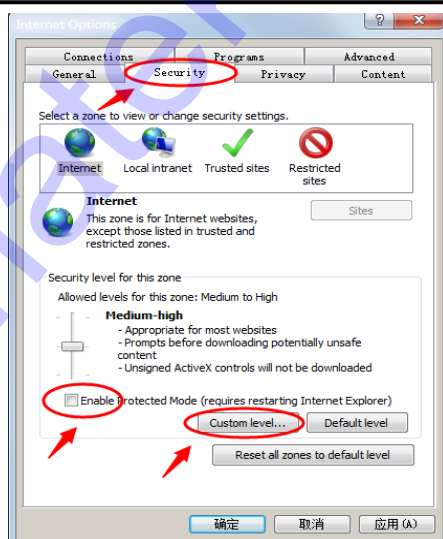 Internet Options
Connections Programs Advanced
General Security Privacy Content
Select a zone to view or change security settings.
Internet Local intranet Trusted sites Restricted sites
Internet
This zone is for Internet websites,
except those listed in trusted and
restricted zones.
Sites
Security level for this zone
Allowed levels for this zone: Medium to High
Medium-high
- Appropriate for most websites
- Prompts before downloading potentially unsafe
content
- Unsigned ActiveX controls will not be downloaded
Enable Protected Mode (requires restarting Internet Explorer)
Custom level... Default level
Reset all zones to default level
确定 取消 应用(A)